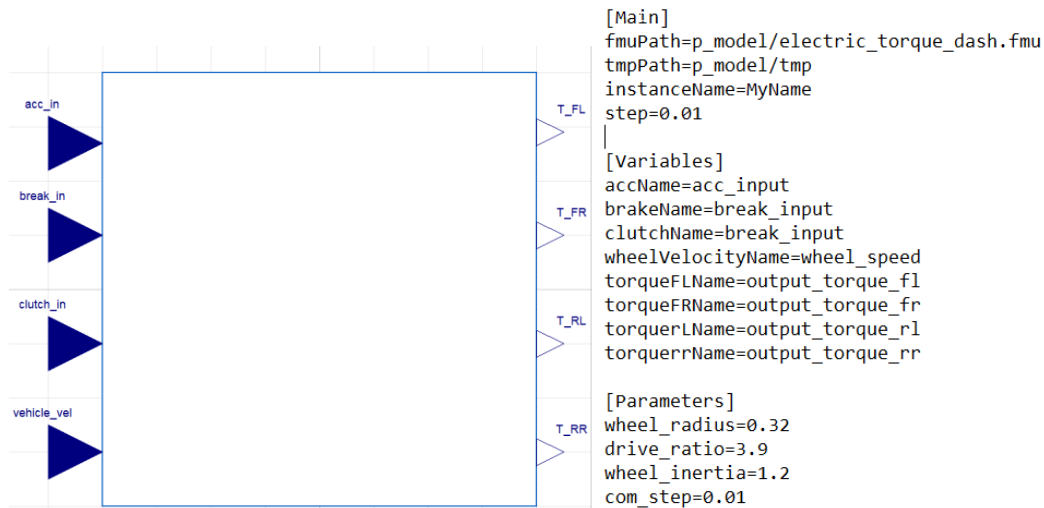 acc_in
break_in
clutch_in
vehicle_vel
T_FL
T_FR
T_RL
T_RR
[Main]
fmuPath=p_model/electric_torque_dash.fmu
tmpPath=p_model/tmp
instanceName=MyName
step=0.01
[Variables]
accName=acc_input
brakeName=break_input
clutchName=break_input
wheelVelocityName=wheel_speed
torqueFLName=output_torque_fl
torqueFRName=output_torque_fr
torquerLName=output_torque_rl
torquerrName=output_torque_rr
[Parameters]
wheel_radius=0.32
drive_ratio=3.9
wheel_inertia=1.2
com_step=0.01